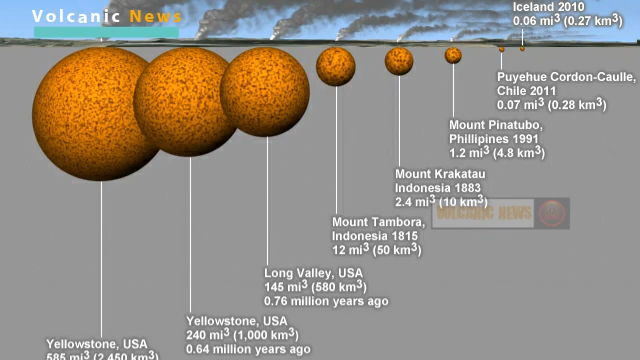 Volcanic News
Iceland 2010
0.06 mi³ (0.27 km³)
Puyehue Cordon-Caulle,
Chile 2011
0.07 mi³ (0.28 km³)
Mount Pinatubo,
Phillipines 1991
1.2 mi³ (4.8 km³)
Mount Krakatau
Indonesia 1883
2.4 mi³ (10 km³)
VOLCANIC NEWS
Mount Tambora,
Indonesia 1815
12 mi³ (50 km³)
Long Valley, USA
145 mi³ (580 km³)
0.76 million years ago
Yellowstone, USA
240 mi³ (1,000 km³)
0.64 million years ago
Yellowstone, USA
585 mi³ (2,450 km³)